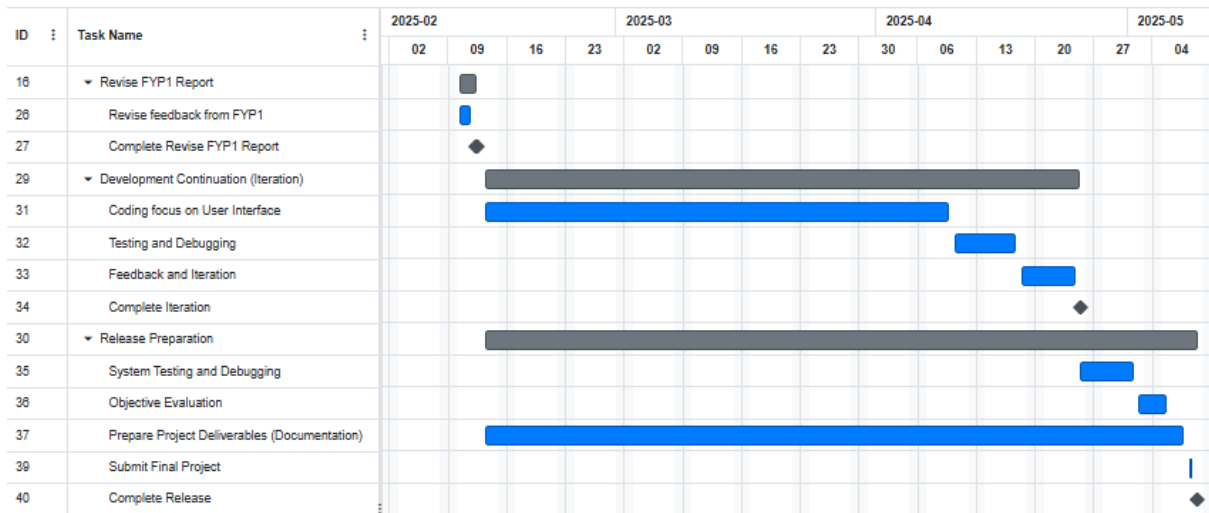 2025-02 2025-03 2025-04 2025-05
ID Task Name
02 09 16 23 02 09 16 23 30 06 13 20 27 04
16 Revise FYP1 Report
26 Revise feedback from FYP1
27 Complete Revise FYP1 Report
29 Development Continuation (Iteration)
31 Coding focus on User Interface
32 Testing and Debugging
33 Feedback and Iteration
34 Complete Iteration
30 Release Preparation
35 System Testing and Debugging
36 Objective Evaluation
37 Prepare Project Deliverables (Documentation)
39 Submit Final Project
40 Complete Release